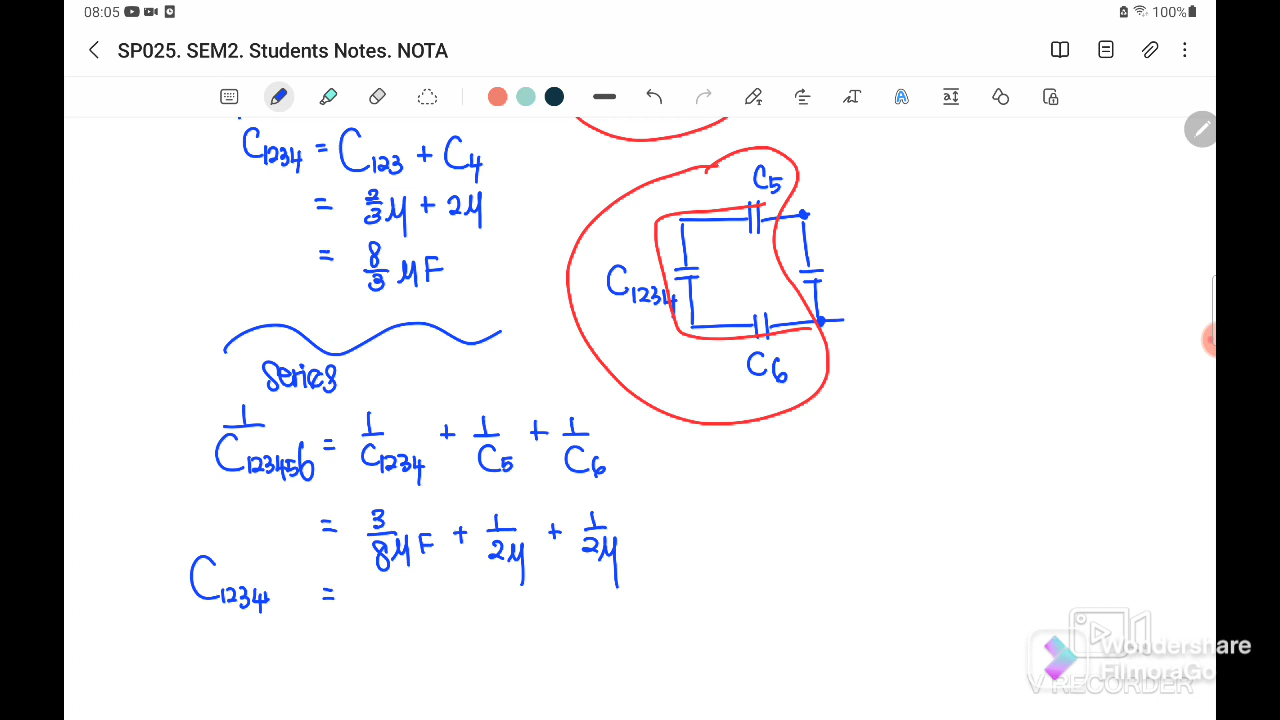 08:05 100%
SP025. SEM2. Students Notes. NOTA
C₁₂₃₄ = C₁₂₃ + C₄
= 2/3 μ + 2μ
= 8/3 μF
C₅
C₁₂₃₄
C₆
Series
1/C₁₂₃₄₅₆ = 1/C₁₂₃₄ + 1/C₅ + 1/C₆
= 3/8μF + 1/2μ + 1/2μ
C₁₂₃₄ =
Wondershare
FilmoraGo
V RECORDER